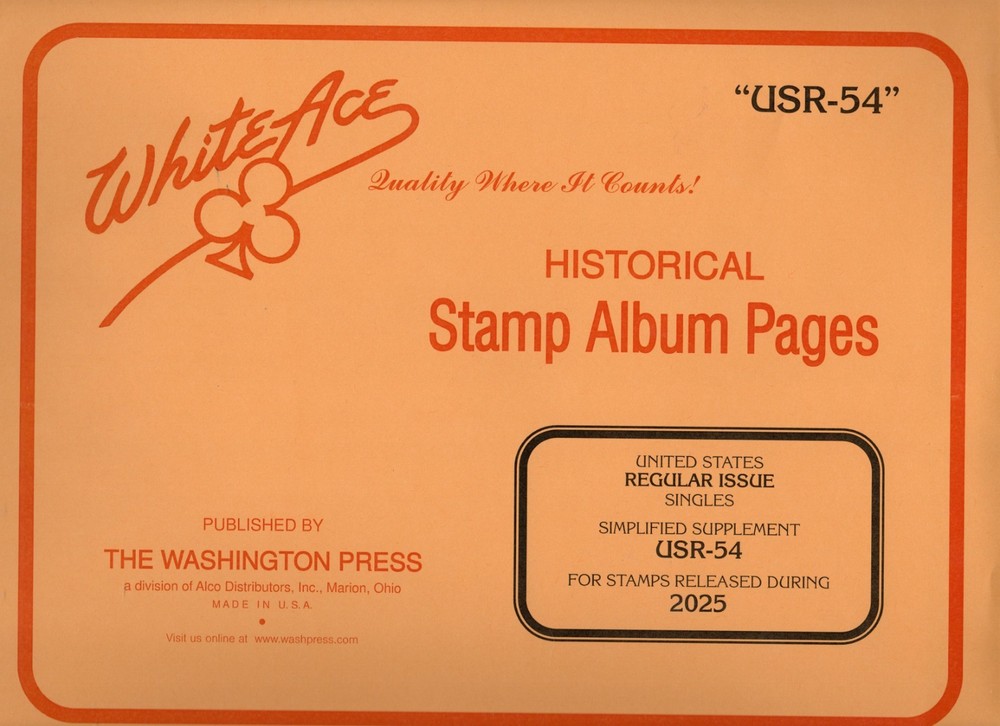 White Ace
"USR-54"
Quality Where It Counts!
HISTORICAL
Stamp Album Pages
UNITED STATES
REGULAR ISSUE
SINGLES
SIMPLIFIED SUPPLEMENT
USR-54
FOR STAMPS RELEASED DURING
2025
PUBLISHED BY
THE WASHINGTON PRESS
a division of Alco Distributors, Inc., Marion, Ohio
MADE IN U.S.A.
Visit us online at www.washpress.com